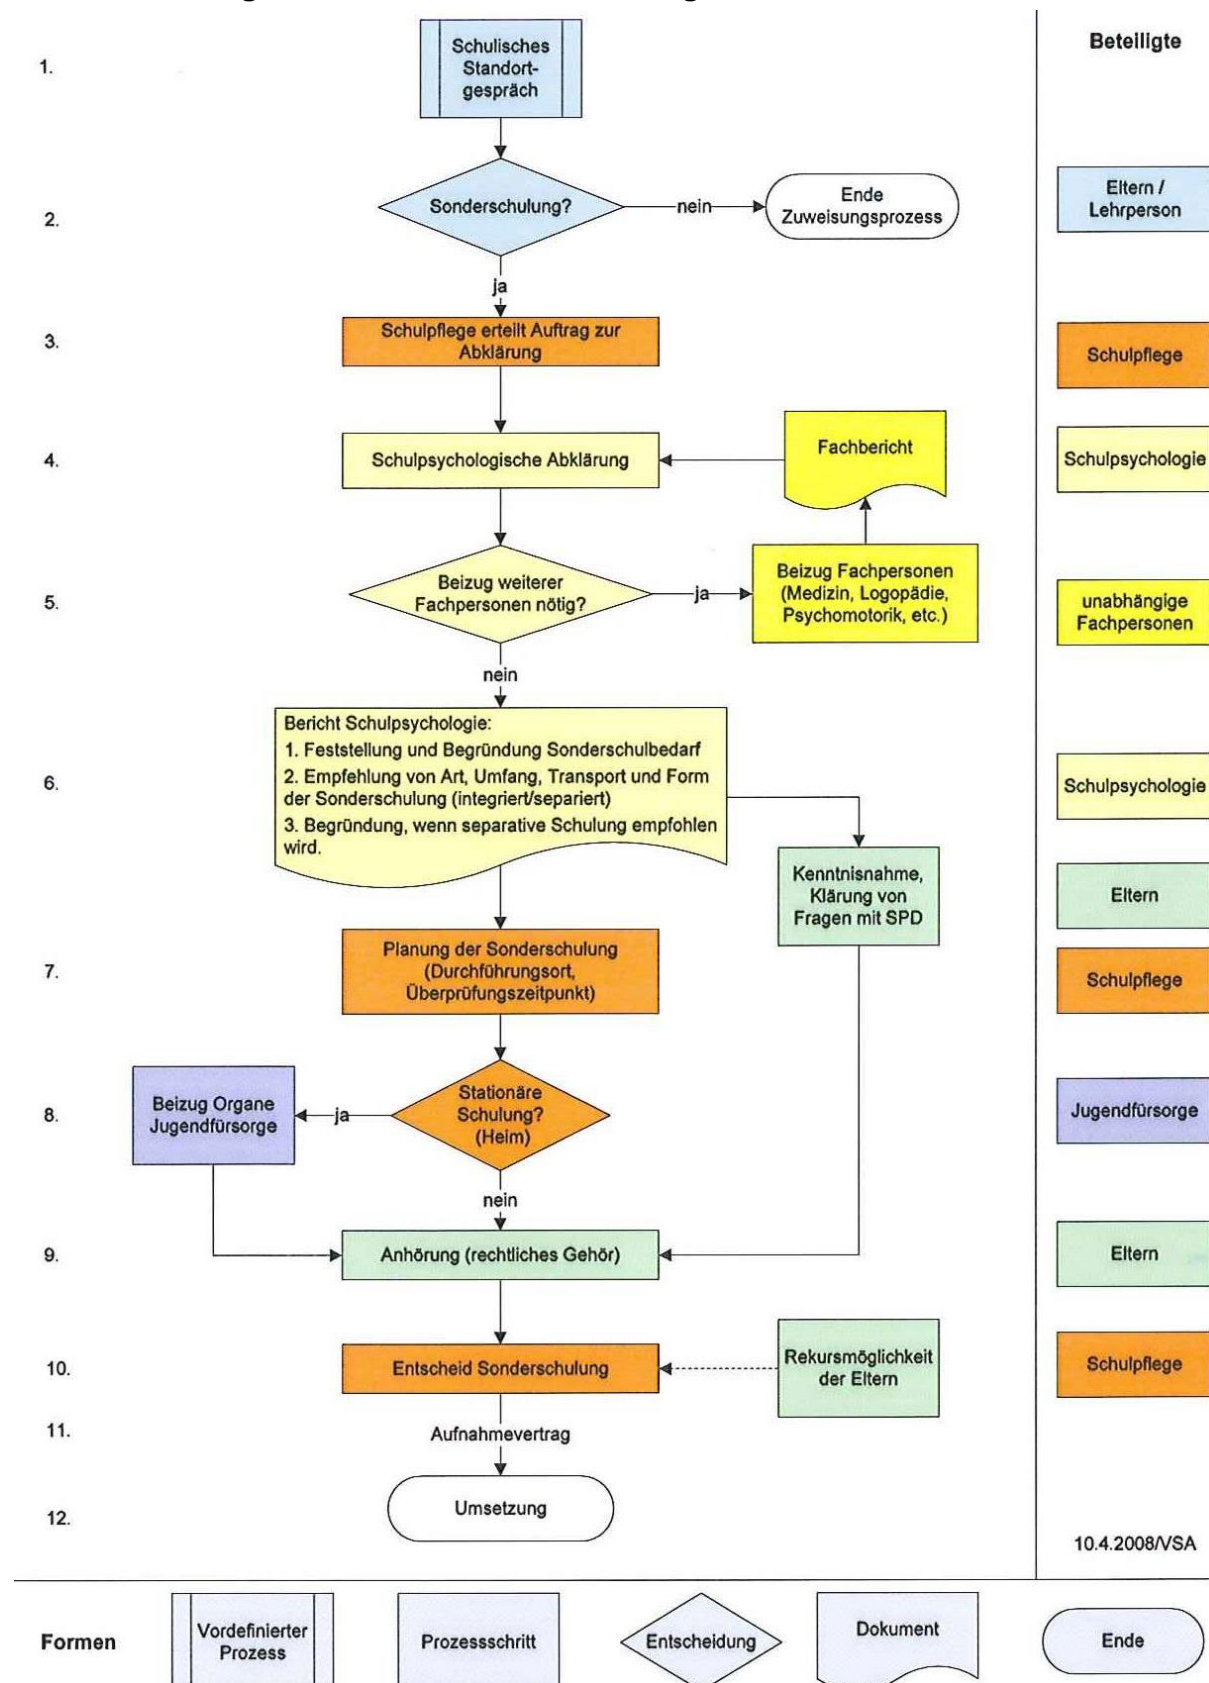 Beteiligte
1.
Schulisches
Standort-
gespräch
2.
Sonderschulung?
nein
Ende
Zuweisungsprozess
Eltern /
Lehrperson
ja
3.
Schulpflege erteilt Auftrag zur
Abklärung
Schulpflege
4.
Schulpsychologische Abklärung
Fachbericht
Schulpsychologie
5.
Beizug weiterer
Fachpersonen nötig?
ja
Beizug Fachpersonen
(Medizin, Logopädie,
Psychomotorik, etc.)
unabhängige
Fachpersonen
nein
6.
Bericht Schulpsychologie:
1. Feststellung und Begründung Sonderschulbedarf
2. Empfehlung von Art, Umfang, Transport und Form
der Sonderschulung (integriert/separiert)
3. Begründung, wenn separative Schulung empfohlen
wird.
Schulpsychologie
Kenntnisnahme,
Klärung von
Fragen mit SPD
Eltern
7.
Planung der Sonderschulung
(Durchführungsort,
Überprüfungszeitpunkt)
Schulpflege
8.
Beizug Organe
Jugendfürsorge
ja
Stationäre
Schulung?
(Heim)
Jugendfürsorge
nein
9.
Anhörung (rechtliches Gehör)
Eltern
10.
Entscheid Sonderschulung
Rekursmöglichkeit
der Eltern
Schulpflege
11.
Aufnahmevertrag
12.
Umsetzung
10.4.2008/VSA
Formen
Vordefinierter
Prozess
Prozessschritt
Entscheidung
Dokument
Ende